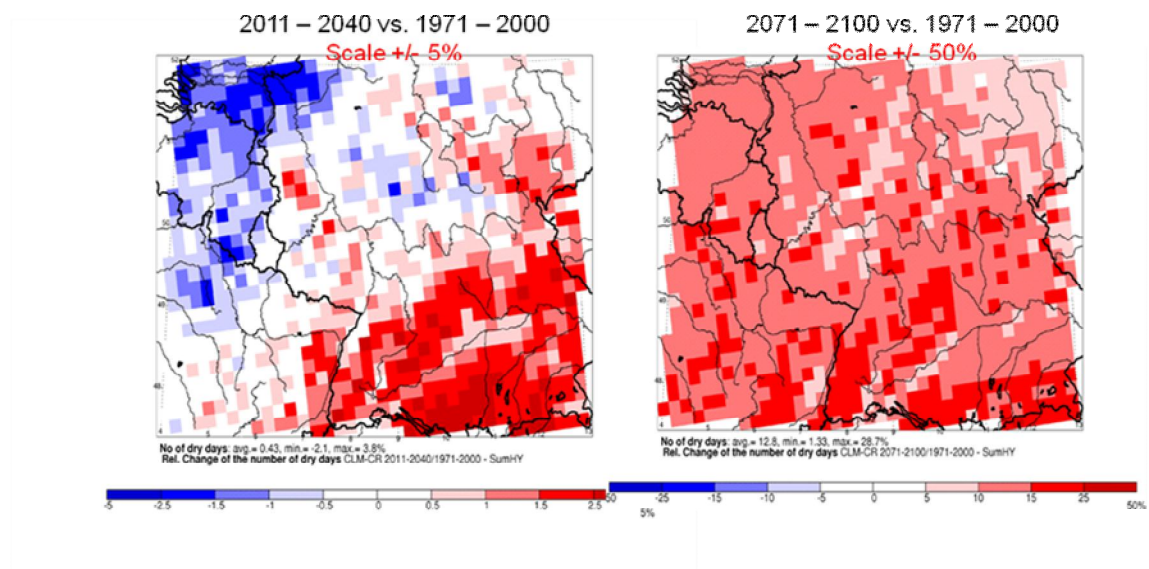 2011 – 2040 vs. 1971 – 2000
Scale +/- 5%
2071 – 2100 vs. 1971 – 2000
Scale +/- 50%
No of dry days: avg.= 0.43, min.= -2.1, max.= 3.8%
Rel. Change of the number of dry days CLM-CR 2011-2040/1971-2000 - SumHY
No of dry days: avg.= 12.8, min.= 1.33, max.= 28.7%
Rel. Change of the number of dry days CLM-CR 2071-2100/1971-2000 - SumHY
-5 -2.5 -1.5 -1 -0.5 0 0.5 1 1.5 2.5
50 -25 -15 -10 -5 0 5 10 15 25 50%
5%